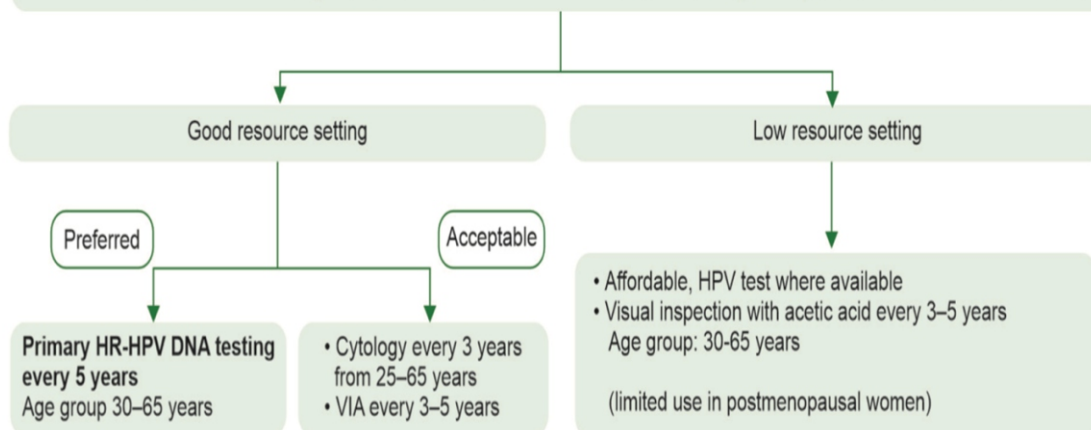 Good resource setting
Low resource setting
Preferred
Acceptable
Primary HR-HPV DNA testing
every 5 years
Age group 30–65 years
• Cytology every 3 years
from 25–65 years
• VIA every 3–5 years
• Affordable, HPV test where available
• Visual inspection with acetic acid every 3–5 years
Age group: 30-65 years
(limited use in postmenopausal women)